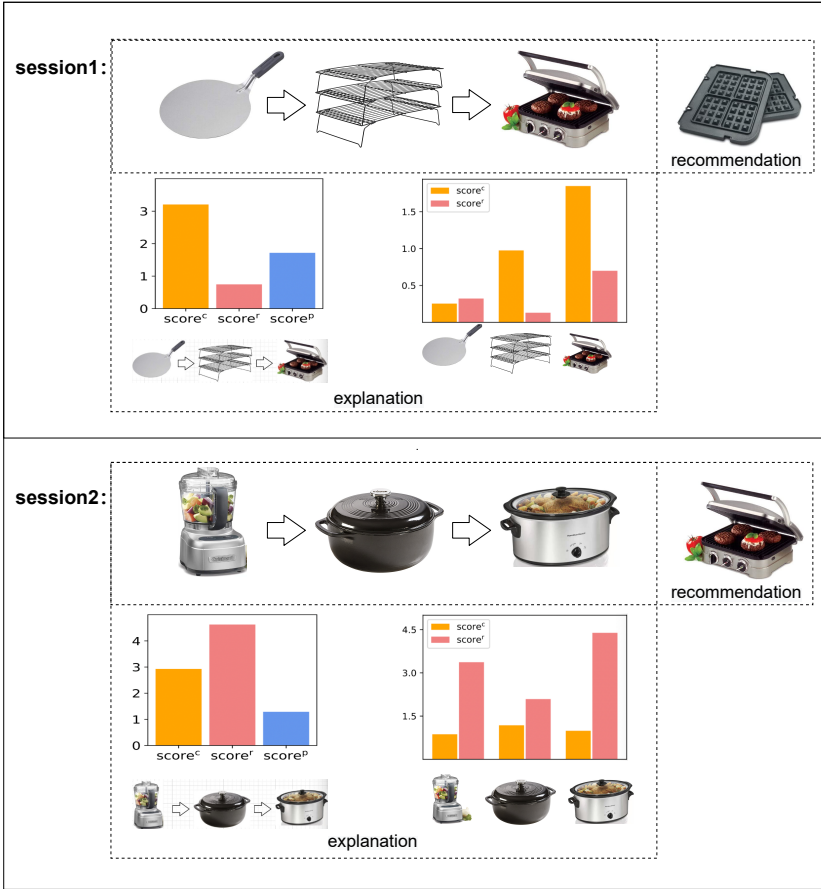 session1:
recommendation
3
2
1
0
score^c score^r score^p
score^c
score^r
1.5
1.0
0.5
explanation
session2:
recommendation
4
3
2
1
0
score^c score^r score^p
score^c
score^r
4.5
3.0
1.5
explanation